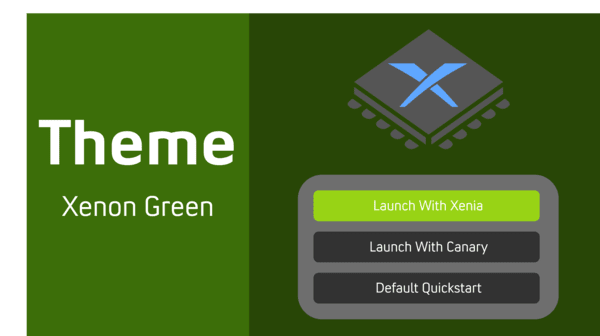 Theme
Xenon Green
Launch With Xenia
Launch With Canary
Default Quickstart